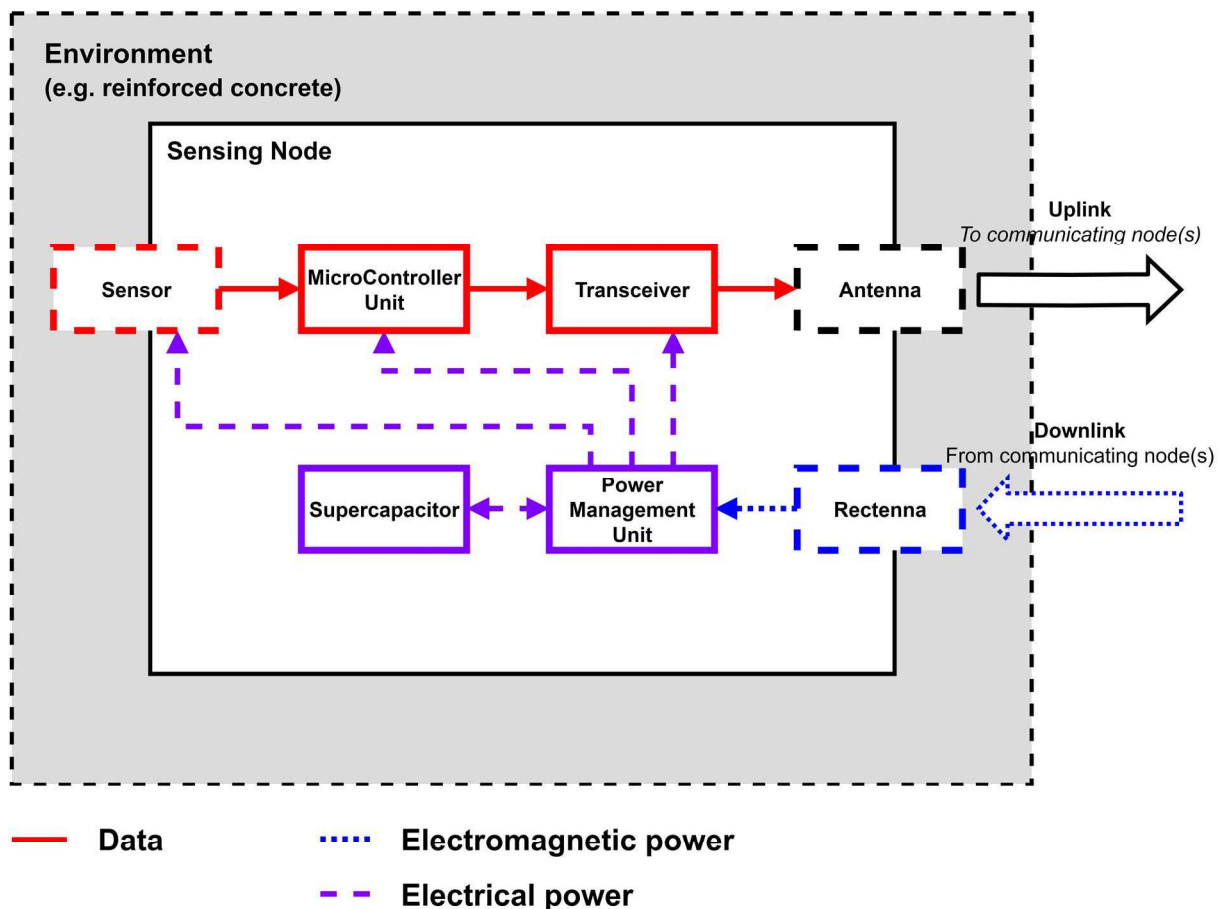 Environment
(e.g. reinforced concrete)
Sensing Node
Uplink
To communicating node(s)
Sensor
MicroController
Unit
Transceiver
Antenna
Downlink
From communicating node(s)
Supercapacitor
Power
Management
Unit
Rectenna
Data
Electromagnetic power
Electrical power